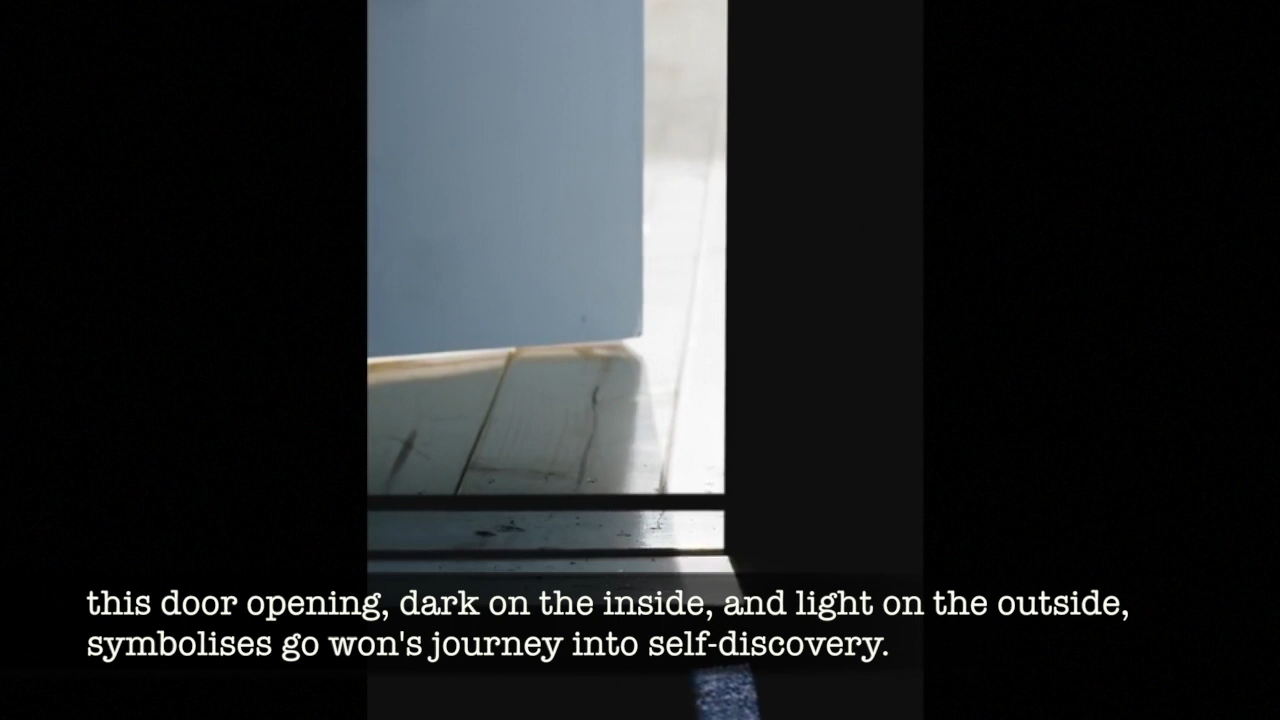 this door opening, dark on the inside, and light on the outside,
symbolises go won's journey into self-discovery.